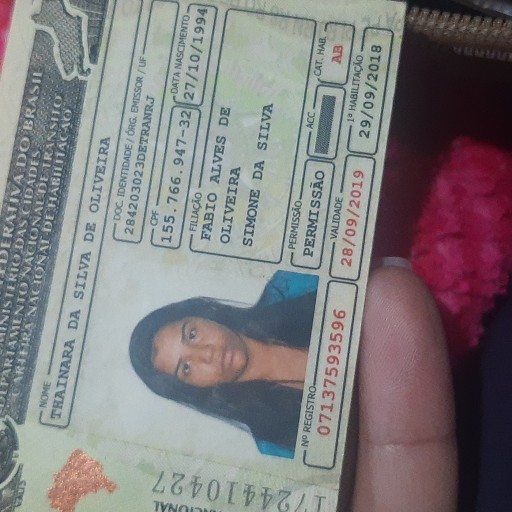 FEDERATIVA DO BRASIL
DAS CIDADES
DEPARTAMENTO NACIONAL DE TRÂNSITO
CARTEIRA NACIONAL DE HABILITAÇÃO
NOME
THAINARA DA SILVA DE OLIVEIRA
DOC. IDENTIDADE / ÓRG. EMISSOR / UF
284203023DETRANRJ
CPF
155.766.947-32
DATA NASCIMENTO
27/10/1994
FILIAÇÃO
FABIO ALVES DE
OLIVEIRA
SIMONE DA SILVA
PERMISSÃO
PERMISSÃO
ACC
CAT. HAB.
AB
Nº REGISTRO
07137593596
VALIDADE
28/09/2019
1ª HABILITAÇÃO
29/09/2018
1724410427